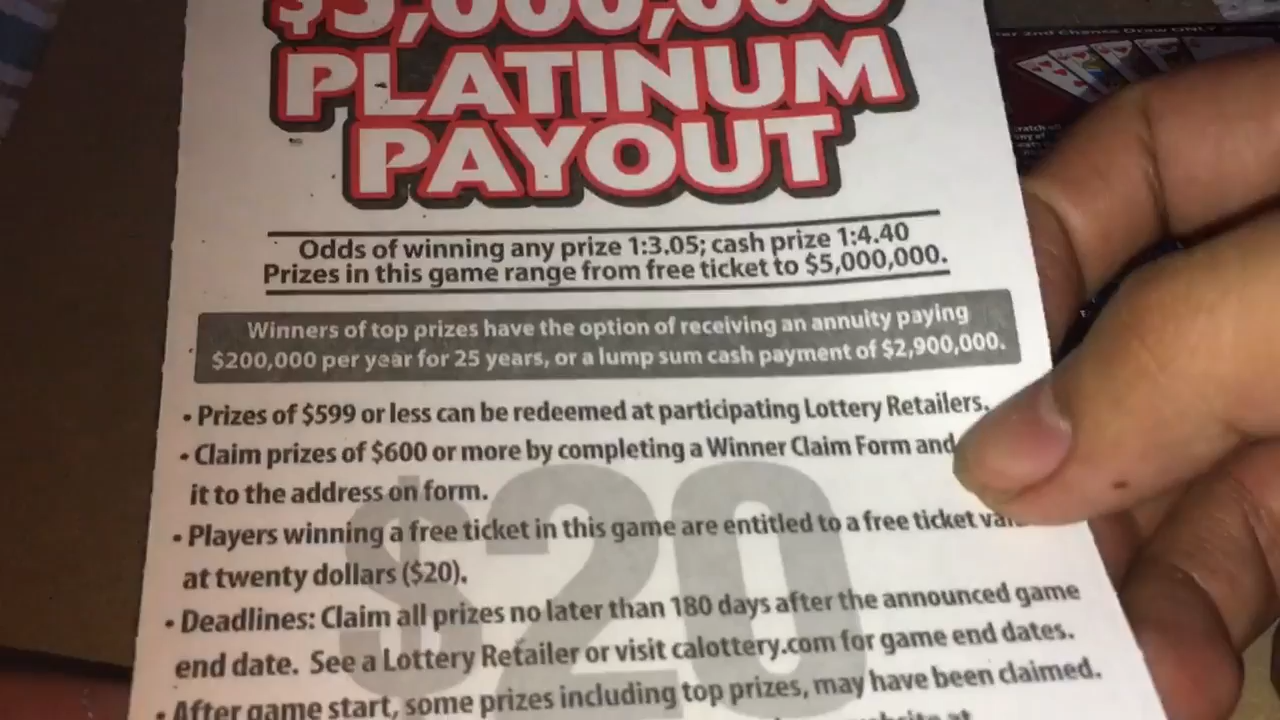 $5,000,000
PLATINUM
PAYOUT
Odds of winning any prize 1:3.05; cash prize 1:4.40
Prizes in this game range from free ticket to $5,000,000.
Winners of top prizes have the option of receiving an annuity paying
$200,000 per year for 25 years, or a lump sum cash payment of $2,900,000.
• Prizes of $599 or less can be redeemed at participating Lottery Retailers.
• Claim prizes of $600 or more by completing a Winner Claim Form and
it to the address on form.
• Players winning a free ticket in this game are entitled to a free ticket
at twenty dollars ($20).
• Deadlines: Claim all prizes no later than 180 days after the announced game
end date. See a Lottery Retailer or visit calottery.com for game end dates.
• After game start, some prizes including top prizes, may have been claimed.
$20
2nd Chance Draw ONLY